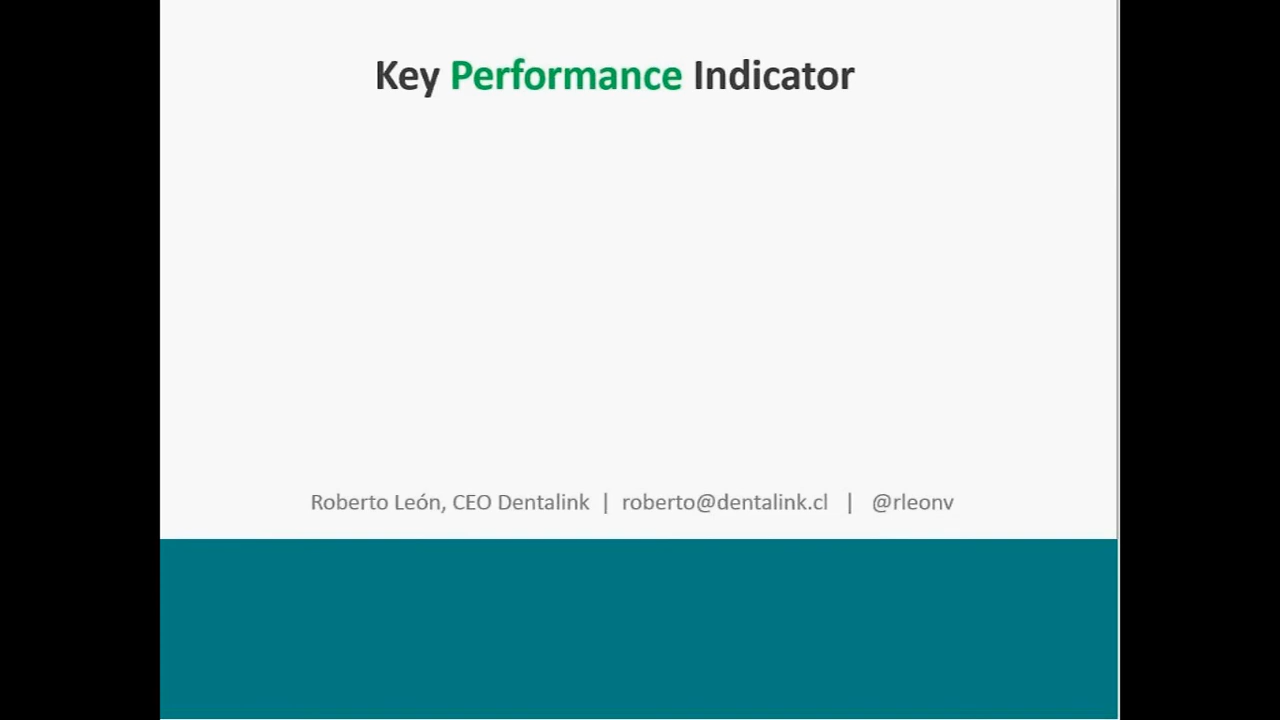 Key Performance Indicator
Roberto León, CEO Dentalink | roberto@dentalink.cl | @rleonv